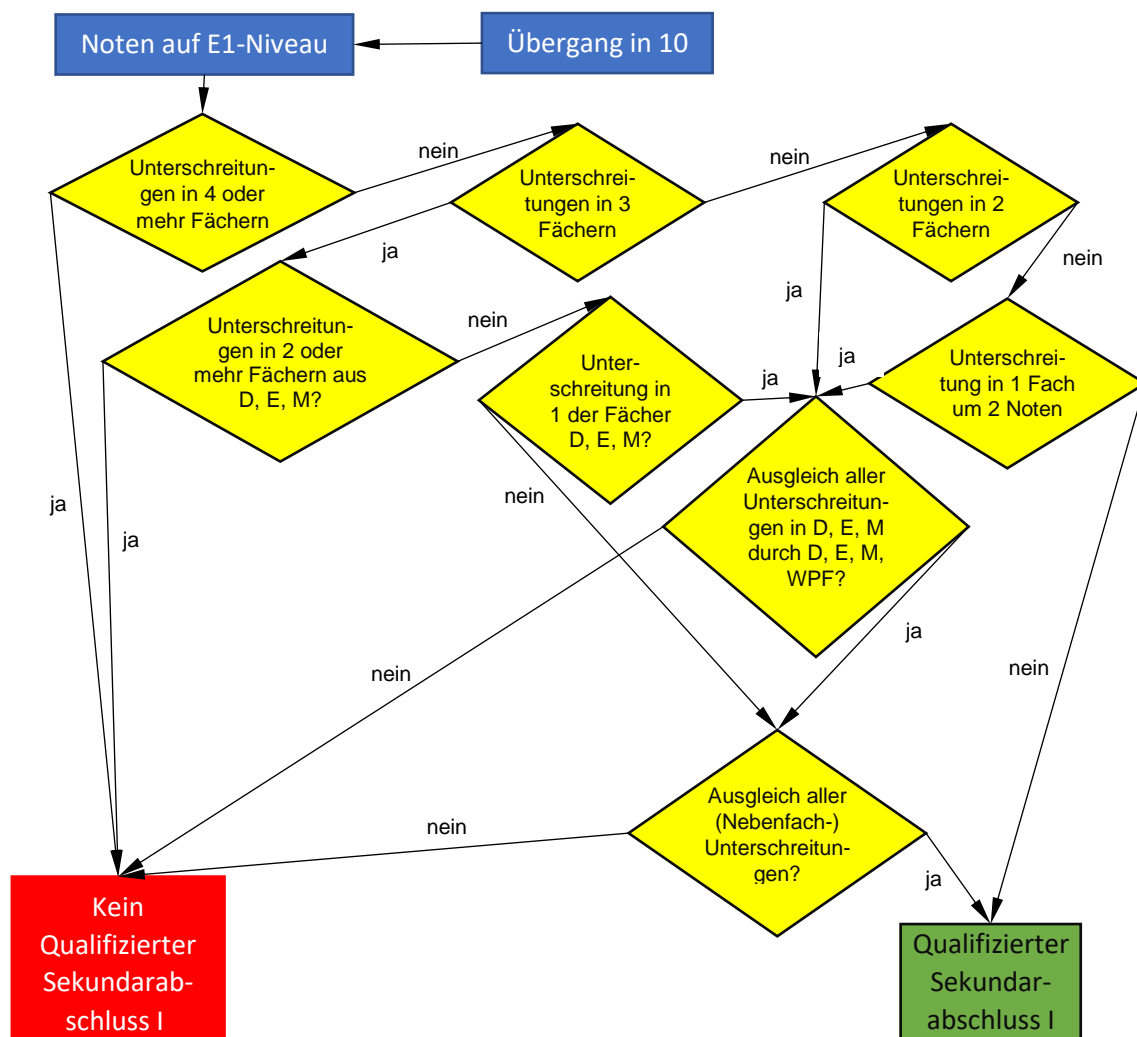 Noten auf E1-Niveau
Übergang in 10
Unterschreitun-
gen in 4 oder
mehr Fächern
nein
Unterschrei-
tungen in 3
Fächern
nein
Unterschrei-
tungen in 2
Fächern
ja
nein
ja
Unterschreitun-
gen in 2 oder
mehr Fächern aus
D, E, M?
nein
Unter-
schreitung in
1 der Fächer
D, E, M?
ja
ja
Unterschrei-
tung in 1 Fach
um 2 Noten
ja
ja
nein
Ausgleich aller
Unterschreitun-
gen in D, E, M
durch D, E, M,
WPF?
ja
nein
nein
Ausgleich aller
(Nebenfach-)
Unterschreitun-
gen?
nein
ja
Kein
Qualifizierter
Sekundarab-
schluss I
Qualifizierter
Sekundar-
abschluss I